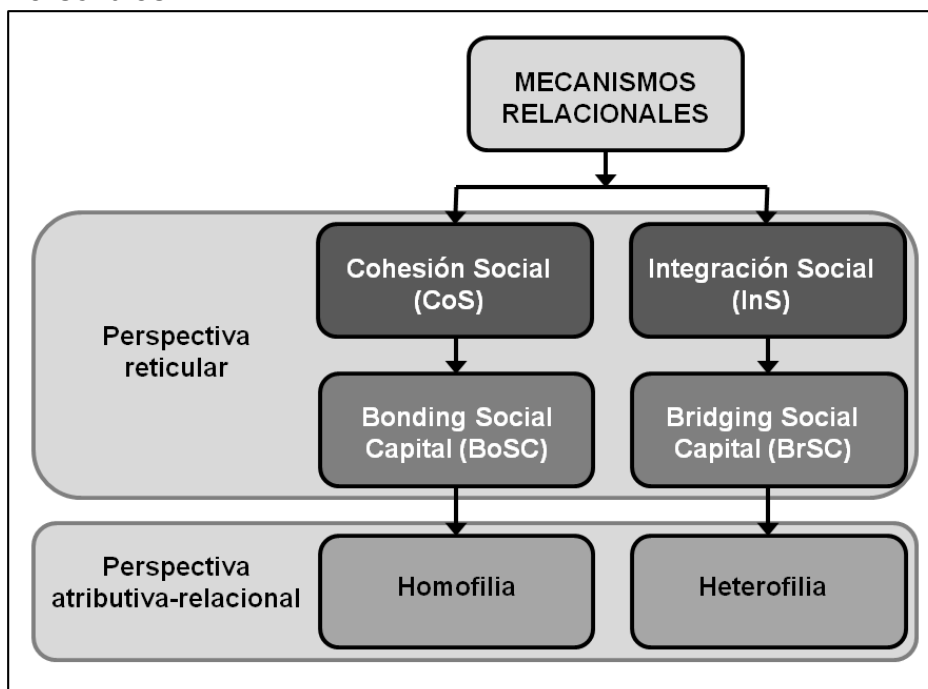 MECANISMOS
RELACIONALES
Cohesión Social
(CoS)
Integración Social
(InS)
Perspectiva
reticular
Bonding Social
Capital (BoSC)
Bridging Social
Capital (BrSC)
Perspectiva
atributiva-relacional
Homofilia
Heterofilia